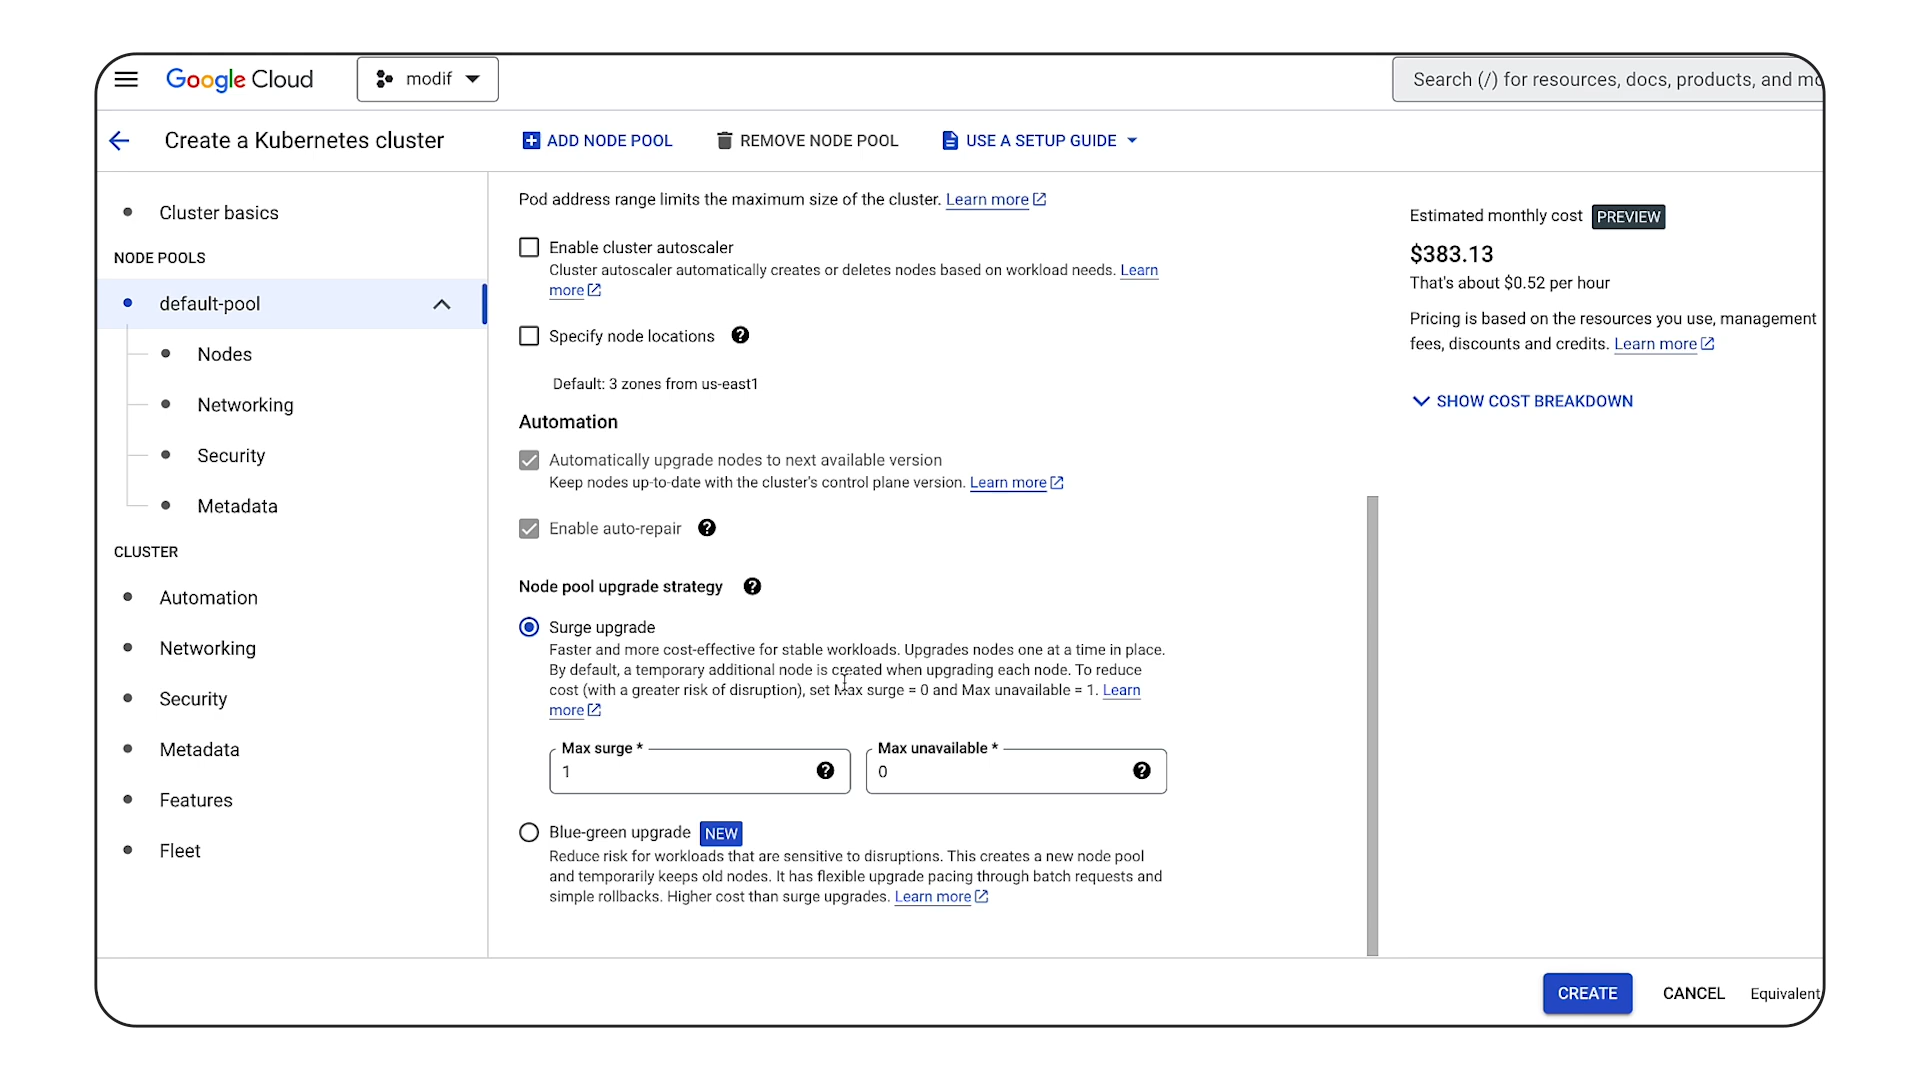 Google Cloud
modif
Search (/) for resources, docs, products, and mo
Create a Kubernetes cluster
ADD NODE POOL
REMOVE NODE POOL
USE A SETUP GUIDE
Cluster basics
NODE POOLS
default-pool
Nodes
Networking
Security
Metadata
CLUSTER
Automation
Networking
Security
Metadata
Features
Fleet
Pod address range limits the maximum size of the cluster. Learn more
Enable cluster autoscaler
Cluster autoscaler automatically creates or deletes nodes based on workload needs. Learn
more
Specify node locations
Default: 3 zones from us-east1
Automation
Automatically upgrade nodes to next available version
Keep nodes up-to-date with the cluster's control plane version. Learn more
Enable auto-repair
Node pool upgrade strategy
Surge upgrade
Faster and more cost-effective for stable workloads. Upgrades nodes one at a time in place.
By default, a temporary additional node is created when upgrading each node. To reduce
cost (with a greater risk of disruption), set Max surge = 0 and Max unavailable = 1. Learn
more
Max surge *
1
Max unavailable *
0
Blue-green upgrade NEW
Reduce risk for workloads that are sensitive to disruptions. This creates a new node pool
and temporarily keeps old nodes. It has flexible upgrade pacing through batch requests and
simple rollbacks. Higher cost than surge upgrades. Learn more
Estimated monthly cost PREVIEW
$383.13
That's about $0.52 per hour
Pricing is based on the resources you use, management
fees, discounts and credits. Learn more
SHOW COST BREAKDOWN
CREATE
CANCEL
Equivalent